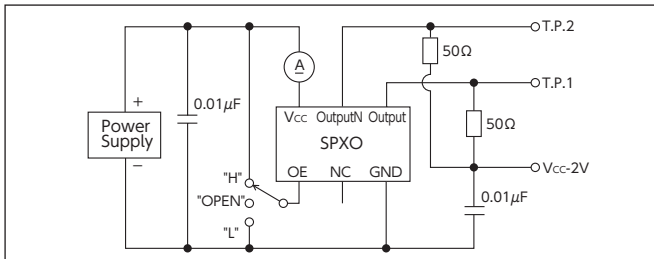 T.P.2
50Ω
A
T.P.1
+
0.01μF
Vcc OutputN Output
50Ω
Power
Supply
SPXO
−
OE NC GND
Vcc-2V
"H"
0.01μF
"OPEN"
"L"